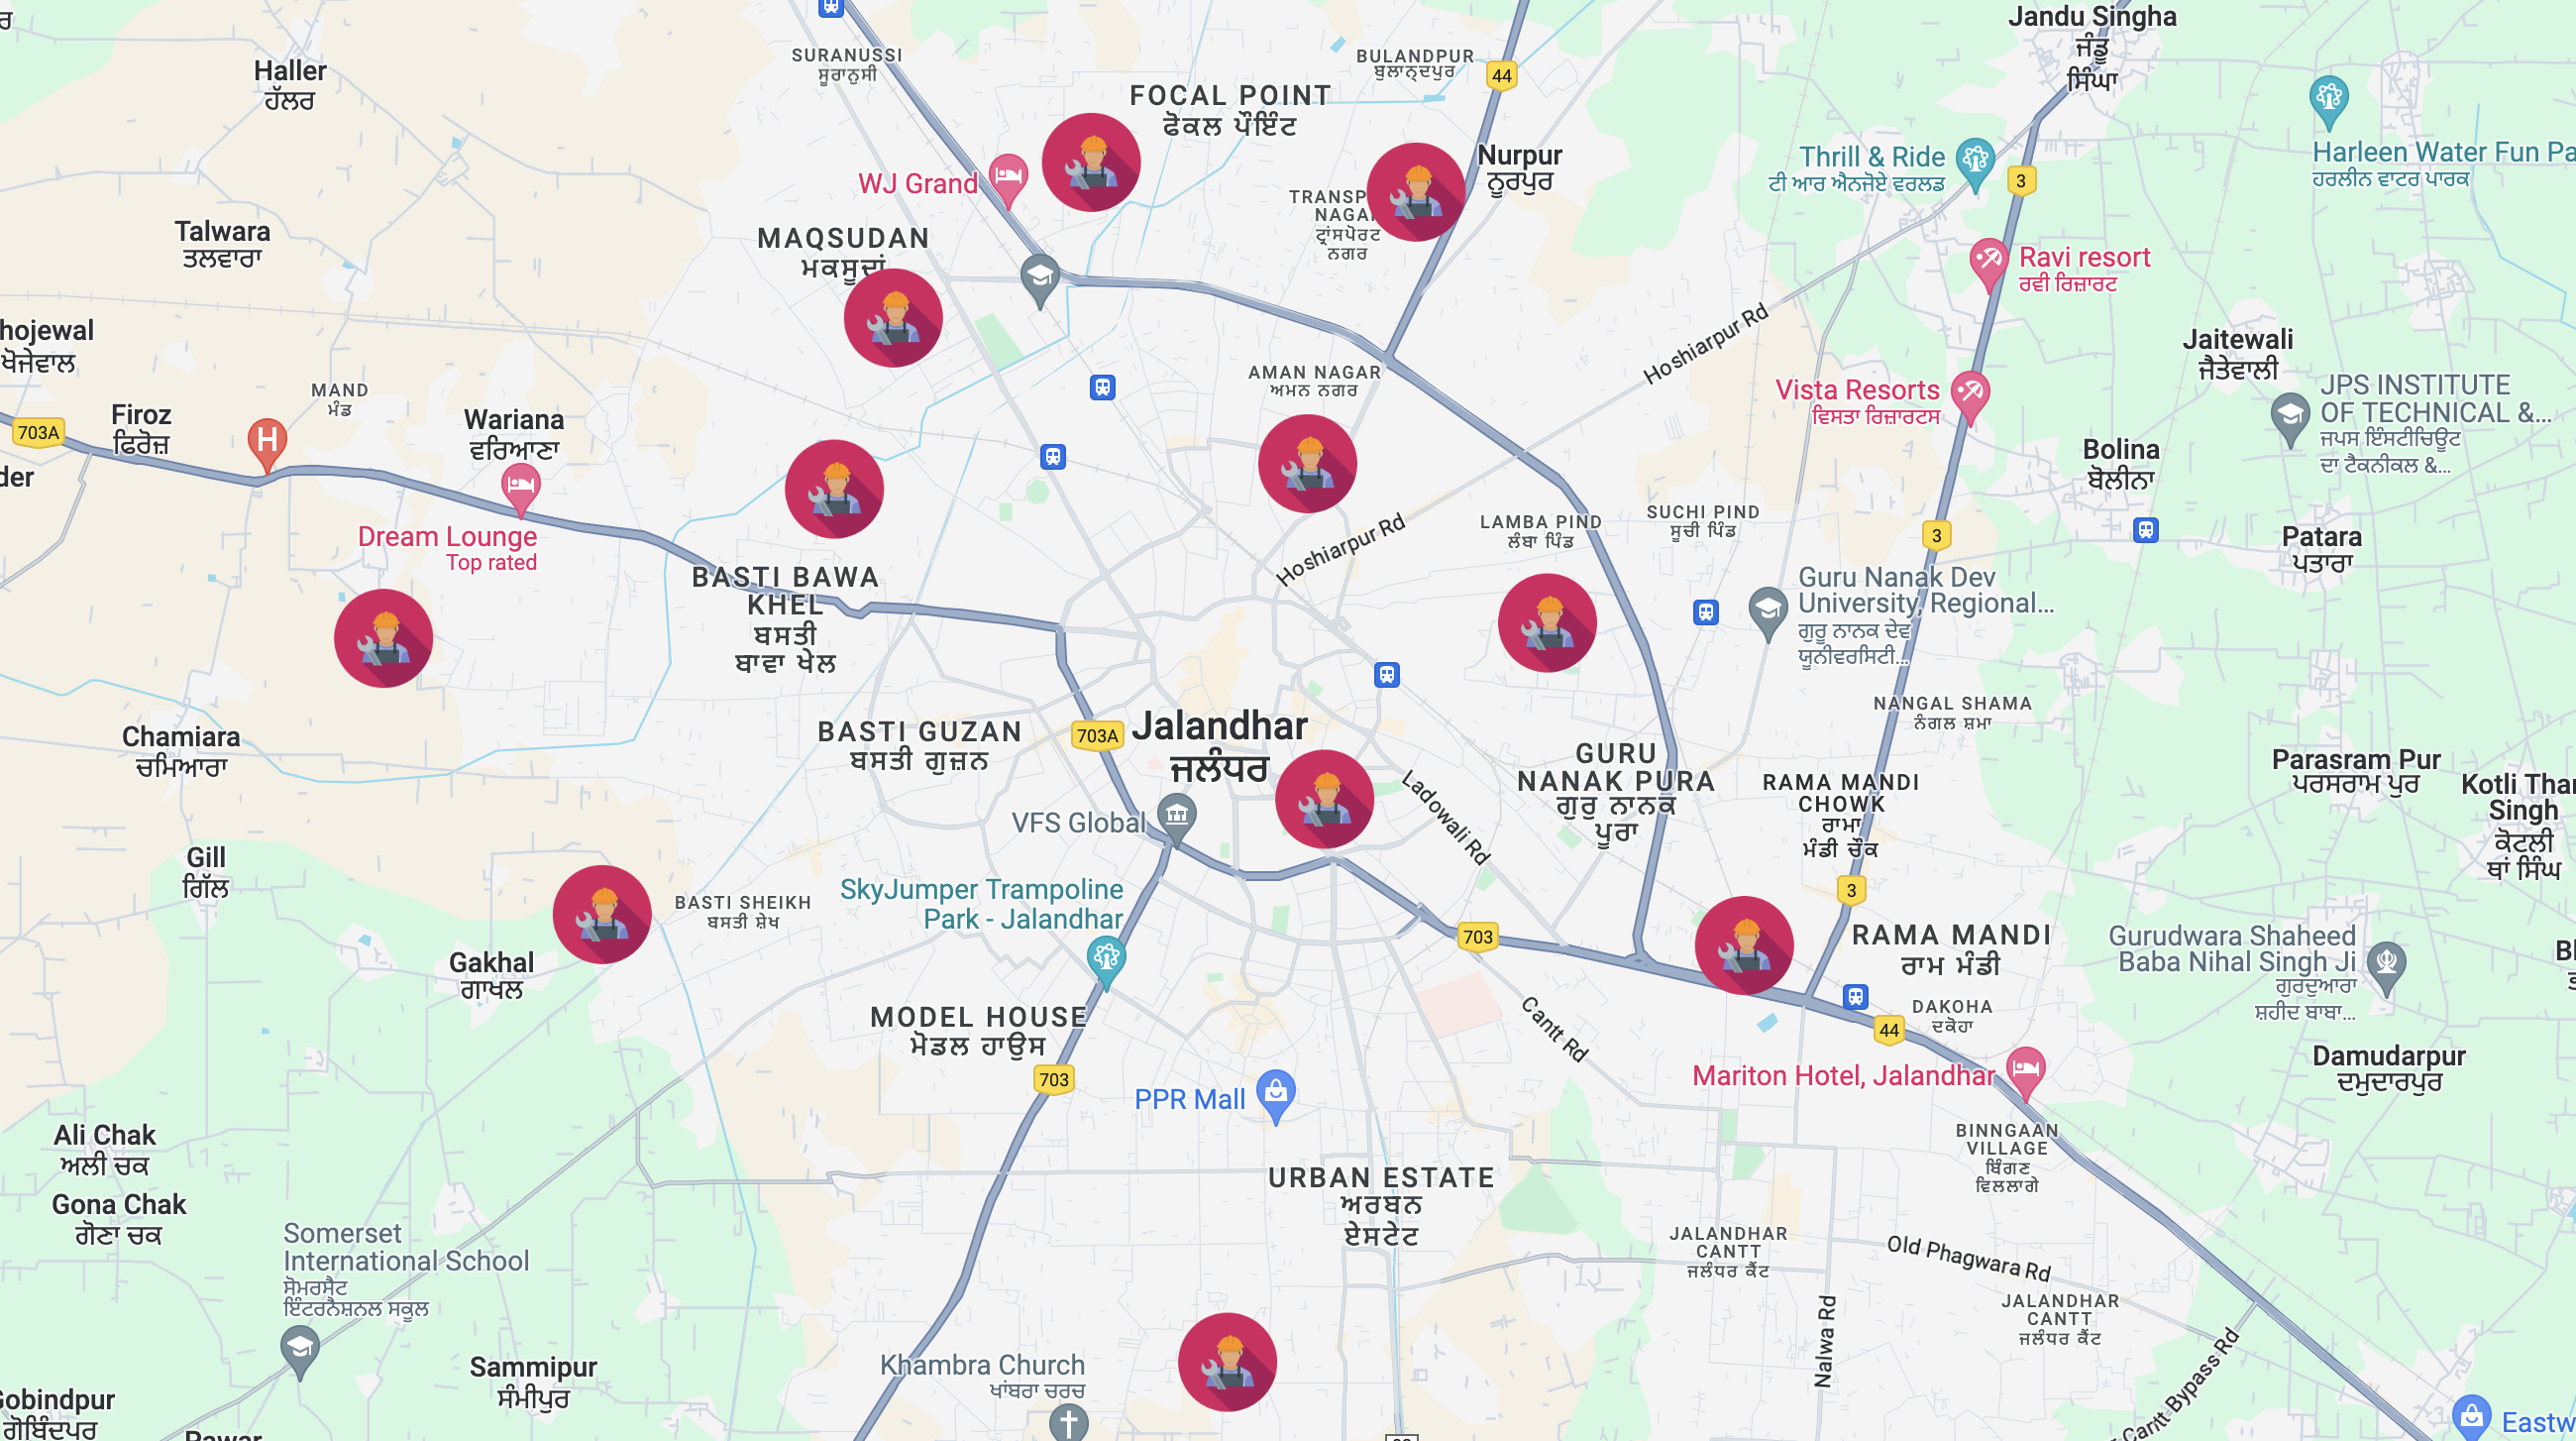 Jandu Singha
ਜੰਡੂ
ਸਿੰਘਾ
SURANUSSI
ਸੂਰਾਨੁਸੀ
BULANDPUR
ਬੁਲਾਨ੍ਦਪੁਰ
44
Haller
ਹੱਲਰ
FOCAL POINT
ਫੋਕਲ ਪੌਇੰਟ
Nurpur
ਨੂਰਪੁਰ
Thrill & Ride
ਟੀ ਆਰ ਐਨਜੋਏ ਵਰਲਡ
3
Harleen Water Fun Pa
ਹਰਲੀਨ ਵਾਟਰ ਪਾਰਕ
WJ Grand
TRANSP
NAGA
ਟ੍ਰਾਂਸਪੋਰਟ
ਨਗਰ
Talwara
ਤਲਵਾਰਾ
MAQSUDAN
ਮਕਸੂਦਾਂ
Ravi resort
ਰਵੀ ਰਿਜ਼ਾਰਟ
hojewal
ਖੋਜੇਵਾਲ
Hoshiarpur Rd
Jaitewali
ਜੈਤੇਵਾਲੀ
MAND
ਮੰਡ
AMAN NAGAR
ਅਮਨ ਨਗਰ
Vista Resorts
ਵਿਸਤਾ ਰਿਜ਼ਾਰਟਸ
JPS INSTITUTE
OF TECHNICAL &...
ਜਪਸ ਇੰਸਟੀਚਿਊਟ
ਦਾ ਟੈਕਨੀਕਲ &...
703A
Firoz
ਫਿਰੋਜ਼
H
Wariana
ਵਰਿਆਣਾ
Bolina
ਬੋਲੀਨਾ
der
Dream Lounge
Top rated
Hoshiarpur Rd
LAMBA PIND
ਲੰਬਾ ਪਿੰਡ
SUCHI PIND
ਸੂਚੀ ਪਿੰਡ
3
Patara
ਪਤਾਰਾ
BASTI BAWA
KHEL
ਬਸਤੀ
ਬਾਵਾ ਖੇਲ
Guru Nanak Dev
University, Regional...
ਗੁਰੂ ਨਾਨਕ ਦੇਵ
ਯੂਨੀਵਰਸਿਟੀ...
NANGAL SHAMA
ਨੰਗਲ ਸ਼ਮਾ
Chamiara
ਚਮਿਆਰਾ
BASTI GUZAN
ਬਸਤੀ ਗੁਜ਼ਨ
703A
Jalandhar
ਜਲੰਧਰ
GURU
NANAK PURA
ਗੁਰੂ ਨਾਨਕ
ਪੂਰਾ
RAMA MANDI
CHOWK
ਰਾਮਾ
ਮੰਡੀ ਚੌਂਕ
Parasram Pur
ਪਰਸਰਾਮ ਪੁਰ
Kotli Than
Singh
ਕੋਟਲੀ
ਥਾਂ ਸਿੰਘ
VFS Global
Ladowali Rd
Gill
ਗਿੱਲ
SkyJumper Trampoline
Park - Jalandhar
BASTI SHEIKH
ਬਸਤੀ ਸ਼ੇਖ
3
703
RAMA MANDI
ਰਾਮ ਮੰਡੀ
Gurudwara Shaheed
Baba Nihal Singh Ji
ਗੁਰਦੁਆਰਾ
ਸ਼ਹੀਦ ਬਾਬਾ...
Gakhal
ਗਾਖਲ
MODEL HOUSE
ਮੋਡਲ ਹਾਉਸ
Cantt Rd
DAKOHA
ਦਕੋਹਾ
44
Damudarpur
ਦਮੁਦਾਰਪੁਰ
703
PPR Mall
Mariton Hotel, Jalandhar
Ali Chak
ਅਲੀ ਚਕ
BINNGAAN
VILLAGE
ਬਿੰਗਣ
ਵਿਲਲਾਗੇ
Gona Chak
ਗੋਣਾ ਚਕ
URBAN ESTATE
ਅਰਬਨ
ਏਸਟੇਟ
Somerset
International School
ਸੋਮਰਸੈਟ
ਇੰਟਰਨੈਸ਼ਨਲ ਸਕੂਲ
JALANDHAR
CANTT
ਜਲੰਧਰ ਕੈਂਟ
Old Phagwara Rd
JALANDHAR
CANTT
ਜਲੰਧਰ ਕੈਂਟ
Nalwa Rd
Sammipur
ਸੰਮੀਪੁਰ
Khambra Church
ਖਾਂਬਰਾ ਚਰਚ
Cantt Bypass Rd
Gobindpur
ਗੋਬਿੰਦਪਰ
Eastw